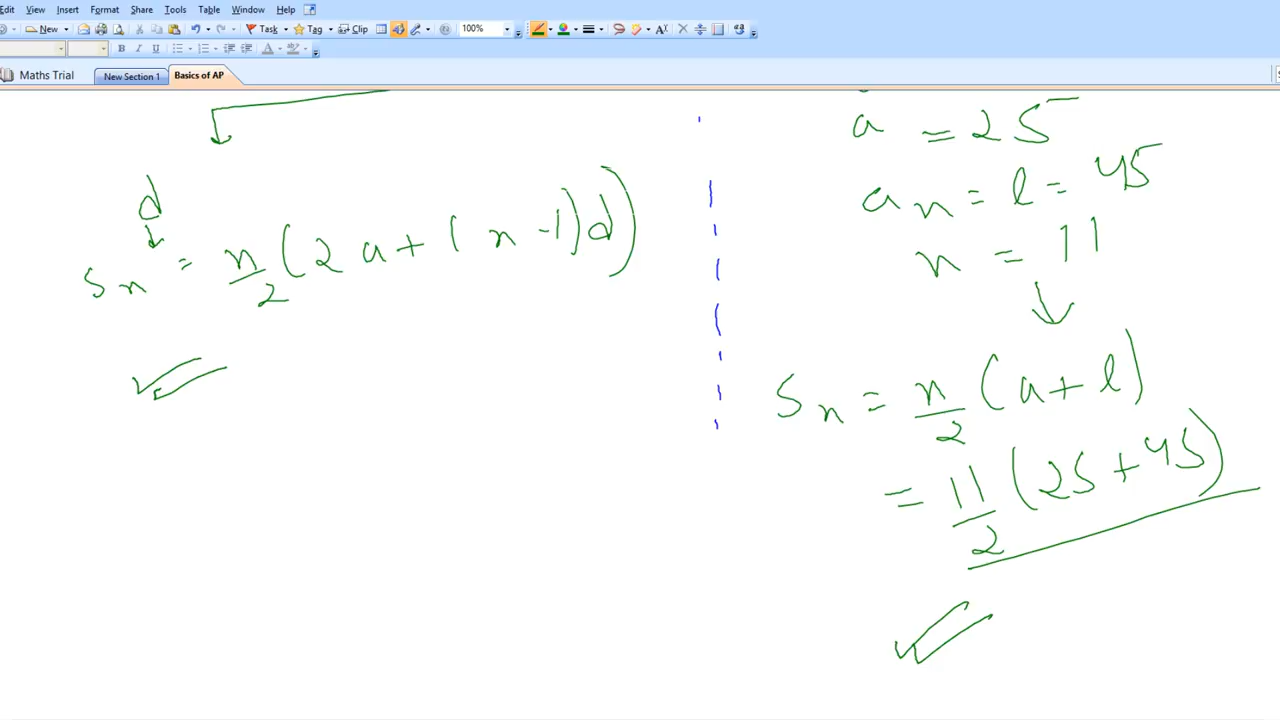 Edit View Insert Format Share Tools Table Window Help
New Task Tag Clip 100%
B I U A
Maths Trial New Section 1 Basics of AP
d
Sn = n/2 (2a + (n-1)d)
a = 25
an = l = 45
n = 11
Sn = n/2 (a + l)
= 11/2 (25 + 45)